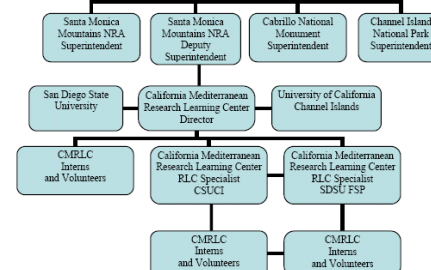 Santa Monica
Mountains NRA
Superintendent
Santa Monica
Mountains NRA
Deputy
Superintendent
Cabrillo National
Monument
Superintendent
Channel Island
National Park
Superintendent
San Diego State
University
California Mediterranean
Research Learning Center
Director
University of California
Channel Islands
CMRLC
Interns
and Volunteers
California Mediterranean
Research Learning Center
RLC Specialist
CSUCI
California Mediterranean
Research Learning Center
RLC Specialist
SDSU FSP
CMRLC
Interns
and Volunteers
CMRLC
Interns
and Volunteers